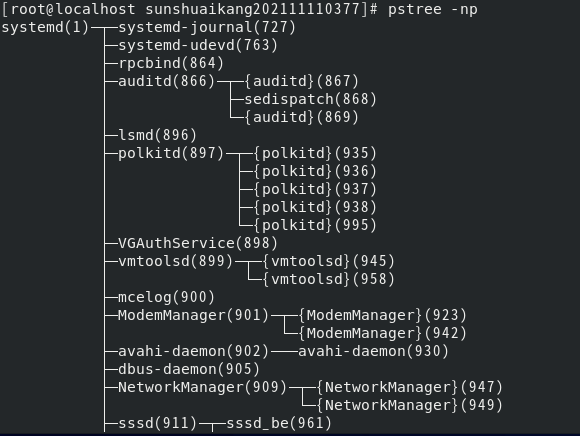 [root@localhost sunshuaikang202111110377]# pstree -np
systemd(1)─┬─systemd-journal(727)
           ├─systemd-udevd(763)
           ├─rpcbind(864)
           ├─auditd(866)─┬─{auditd}(867)
           │             ├─sedispatch(868)
           │             └─{auditd}(869)
           ├─lsmd(896)
           ├─polkitd(897)─┬─{polkitd}(935)
           │              ├─{polkitd}(936)
           │              ├─{polkitd}(937)
           │              ├─{polkitd}(938)
           │              └─{polkitd}(995)
           ├─VGAuthService(898)
           ├─vmtoolsd(899)─┬─{vmtoolsd}(945)
           │               └─{vmtoolsd}(958)
           ├─mcelog(900)
           ├─ModemManager(901)─┬─{ModemManager}(923)
           │                   └─{ModemManager}(942)
           ├─avahi-daemon(902)───avahi-daemon(930)
           ├─dbus-daemon(905)
           ├─NetworkManager(909)─┬─{NetworkManager}(947)
           │                     └─{NetworkManager}(949)
           ├─sssd(911)─┬─sssd_be(961)